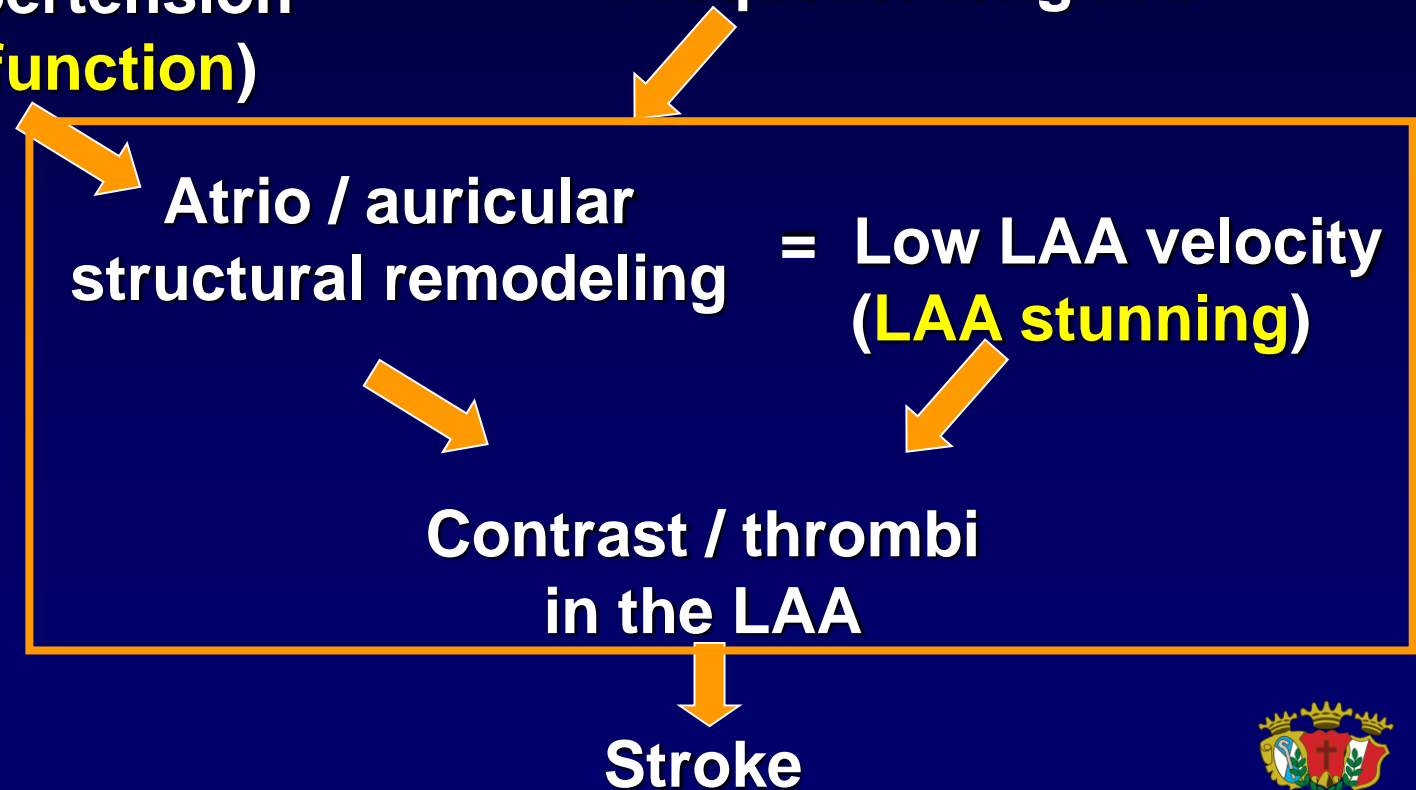 function)
Atrio / auricular
structural remodeling
= Low LAA velocity
(LAA stunning)
Contrast / thrombi
in the LAA
Stroke